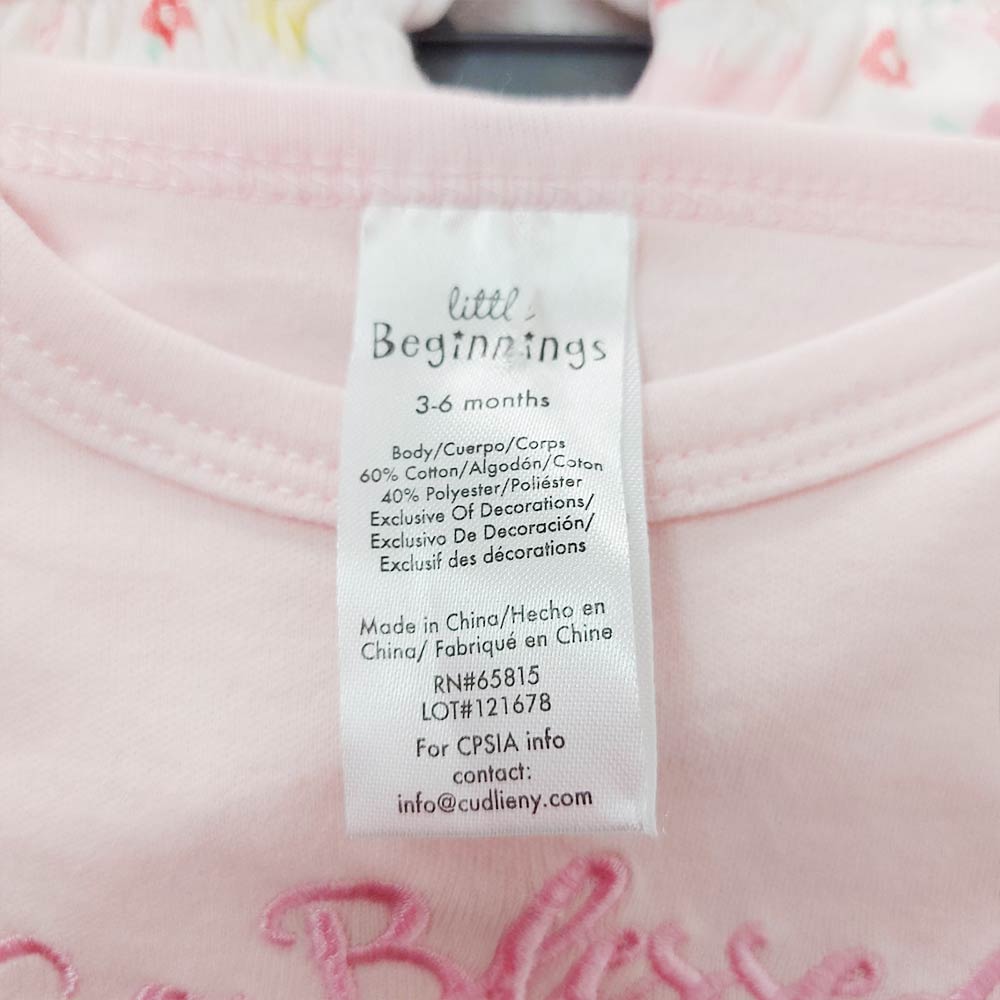 little
Beginnings
3-6 months
Body/Cuerpo/Corps
60% Cotton/Algodón/Coton
40% Polyester/Poliéster
Exclusive Of Decorations/
Exclusivo De Decoración/
Exclusif des décorations
Made in China/Hecho en
China/ Fabriqué en Chine
RN#65815
LOT#121678
For CPSIA info
contact:
info@cudlieny.com